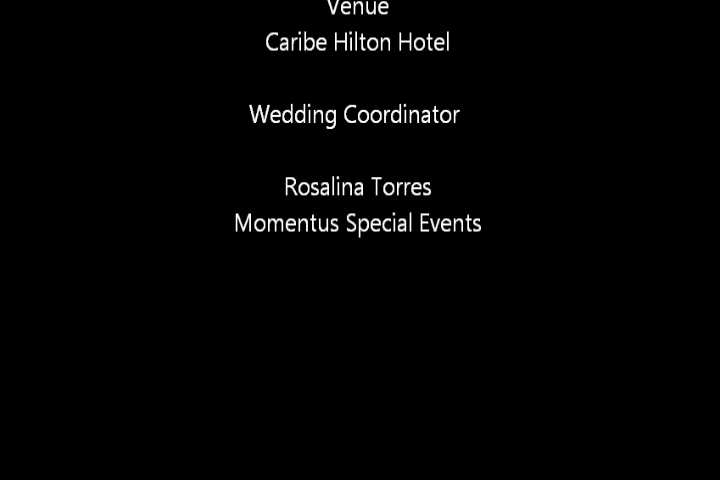 Venue
Caribe Hilton Hotel
Wedding Coordinator
Rosalina Torres
Momentus Special Events